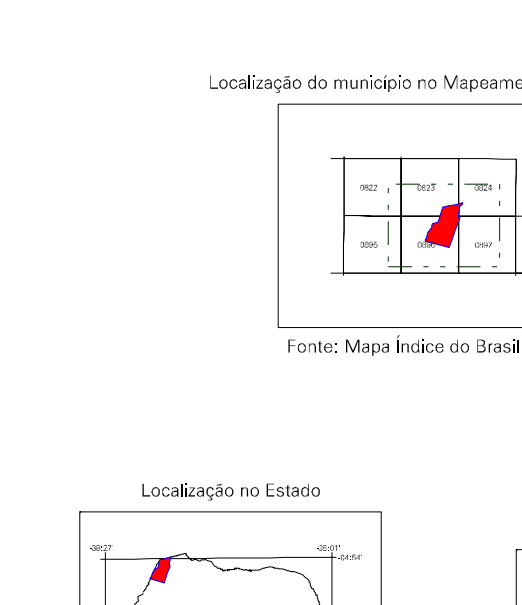 Localização do município no Mapeame
0822 0823 0824
0895 0896 0897
Fonte: Mapa Índice do Brasil
Localização no Estado
-38:27' -35:01'
-04:54'